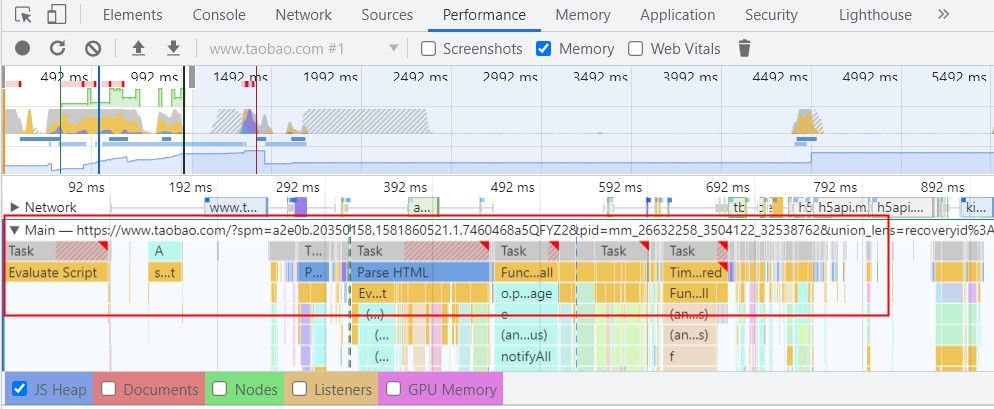 Elements Console Network Sources Performance Memory Application Security Lighthouse »
www.taobao.com #1 Screenshots Memory Web Vitals
492 ms 992 ms 1492 ms 1992 ms 2492 ms 2992 ms 3492 ms 3992 ms 4492 ms 4992 ms 5492 ms
92 ms 192 ms 292 ms 392 ms 492 ms 592 ms 692 ms 792 ms 892 ms
Network www.t... a... tb h5api.m h5api.... ki...
Main — https://www.taobao.com/?spm=a2e0b.20350158.1581860521.1.7460468a5QFYZ2&pid=mm_26632258_3504122_32538762&union_lens=recoveryid%3A
Task A T... Task Task Task Task
Evaluate Script s...t P... Parse HTML Func...all Tim...red
Ev...t o.p...age Fun...ll
(...) e (an...s)
(... (an...us) (an...s)
(... notifyAll f
JS Heap Documents Nodes Listeners GPU Memory